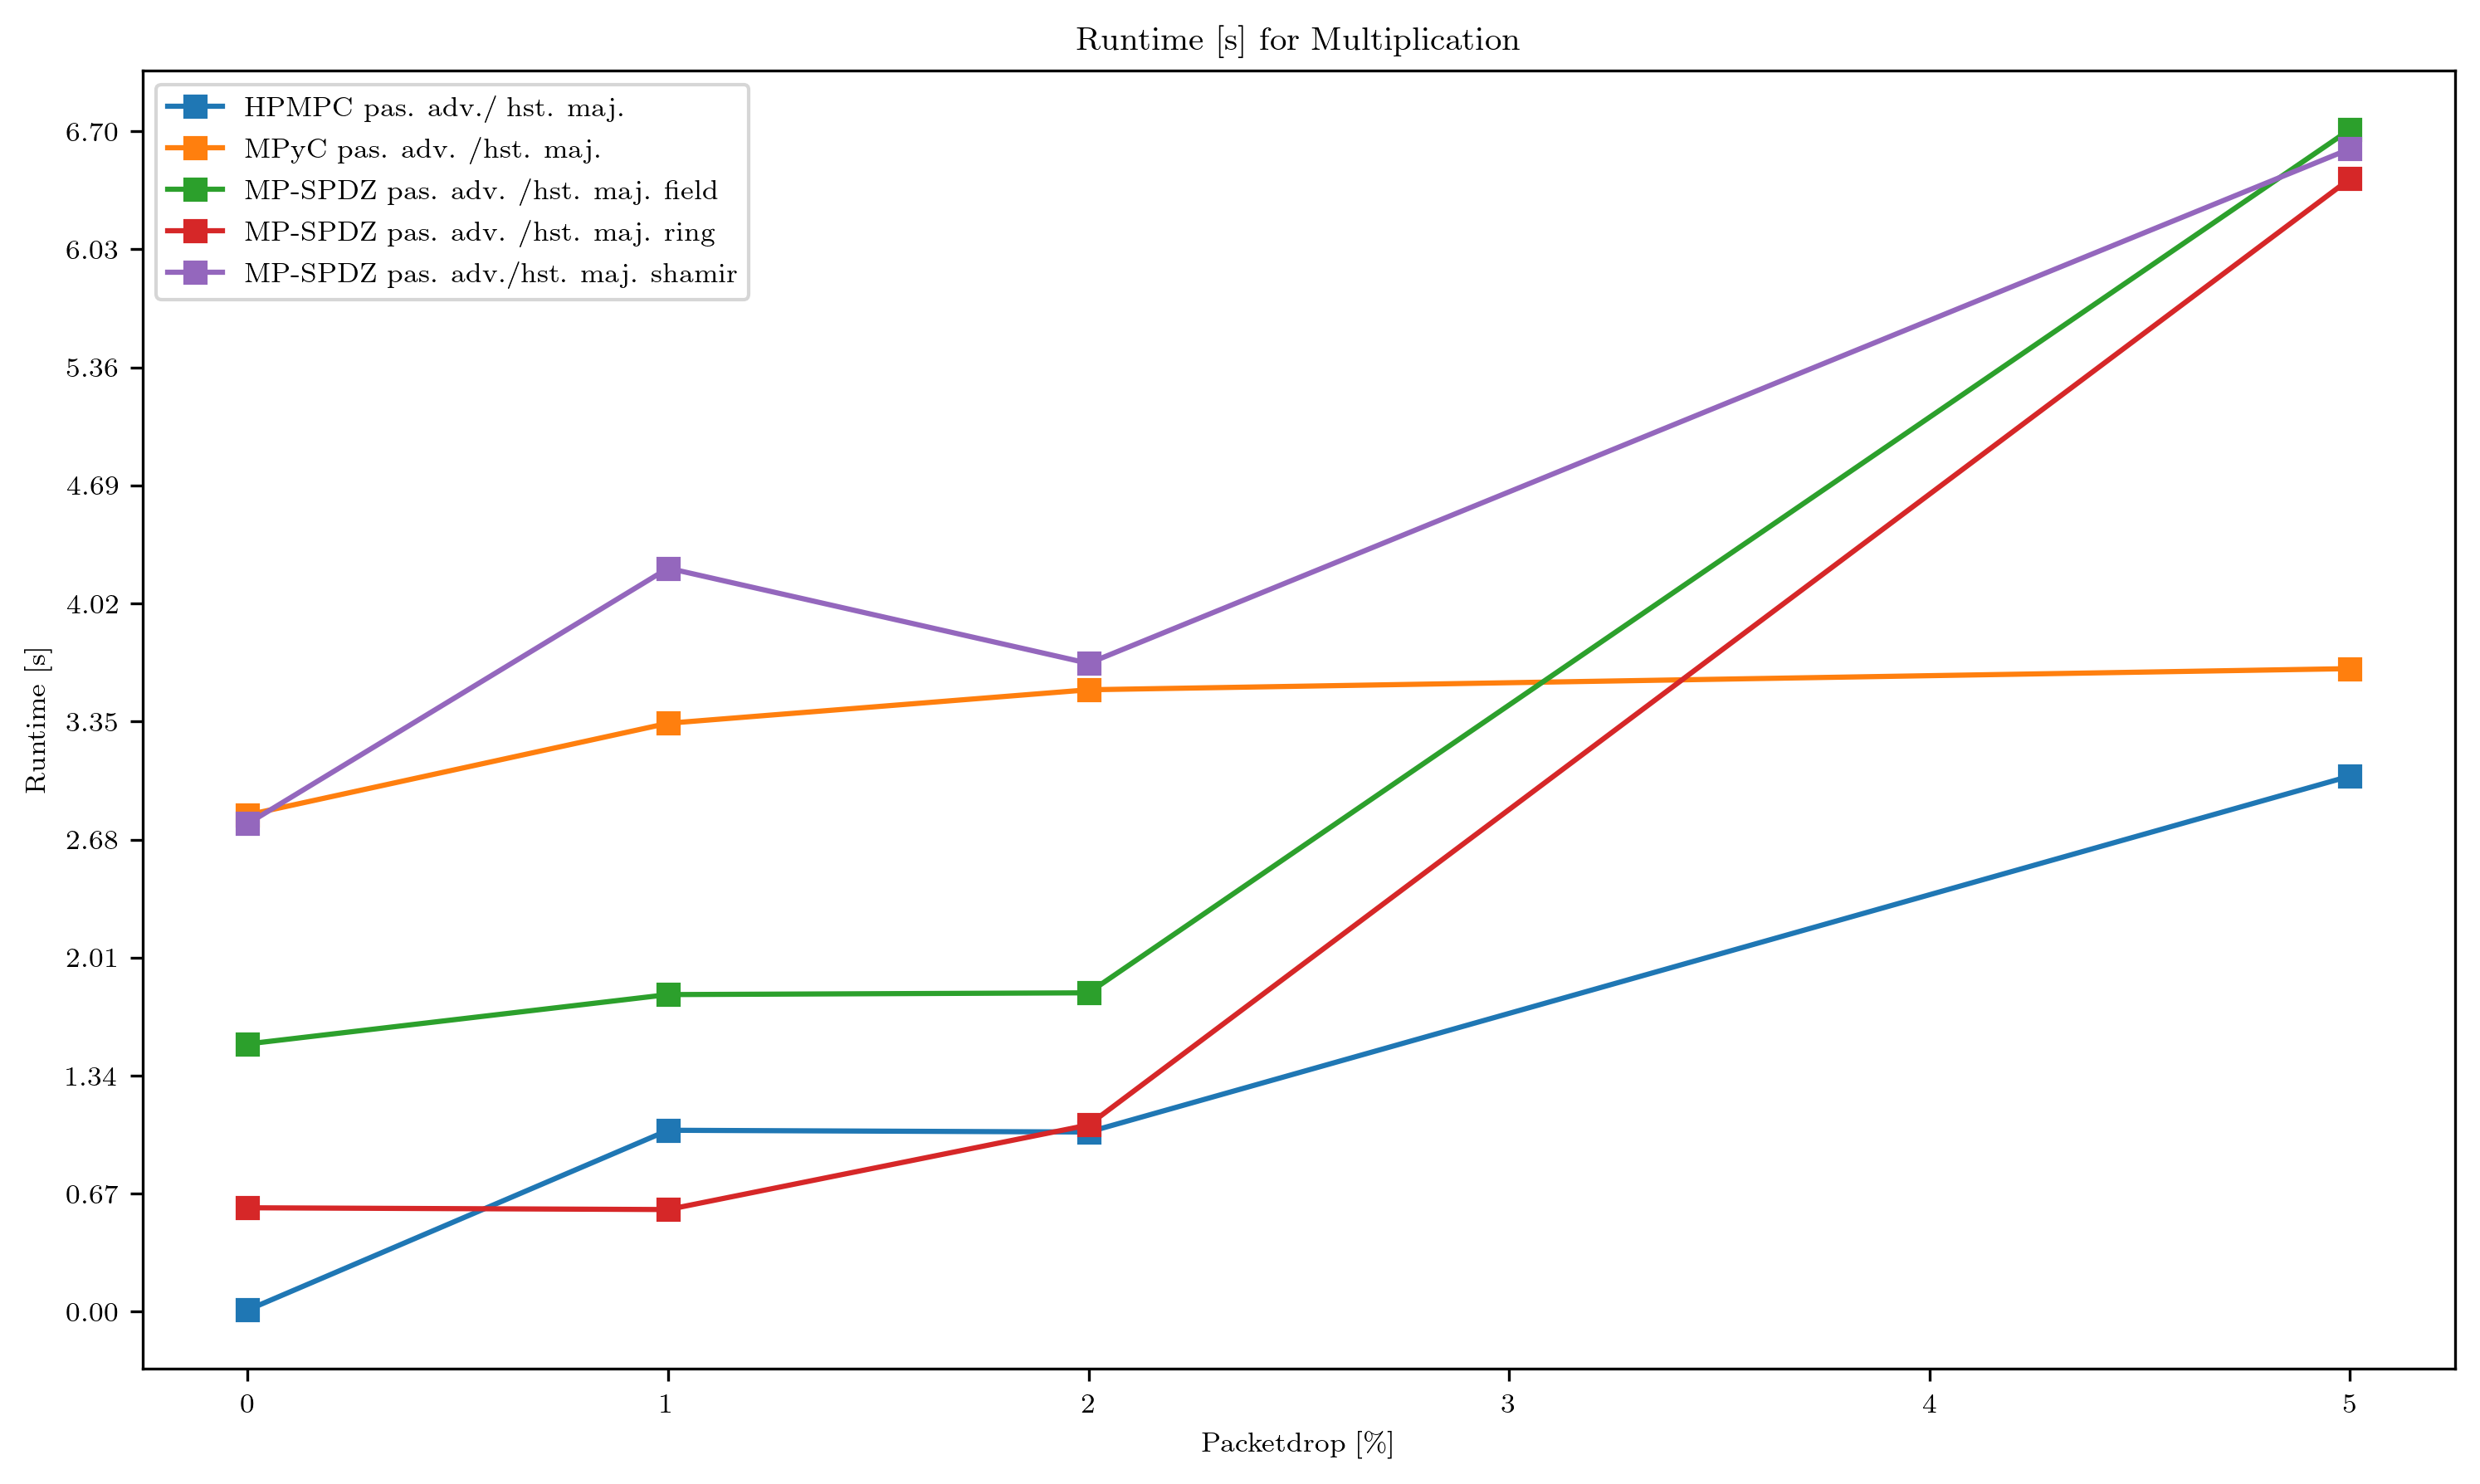 Runtime [s] for Multiplication
HPMPC pas. adv./ hst. maj.
MPyC pas. adv. /hst. maj.
MP-SPDZ pas. adv. /hst. maj. field
MP-SPDZ pas. adv. /hst. maj. ring
MP-SPDZ pas. adv./hst. maj. shamir
6.70
6.03
5.36
4.69
4.02
3.35
2.68
2.01
1.34
0.67
0.00
Runtime [s]
0 1 2 3 4 5
Packetdrop [%]